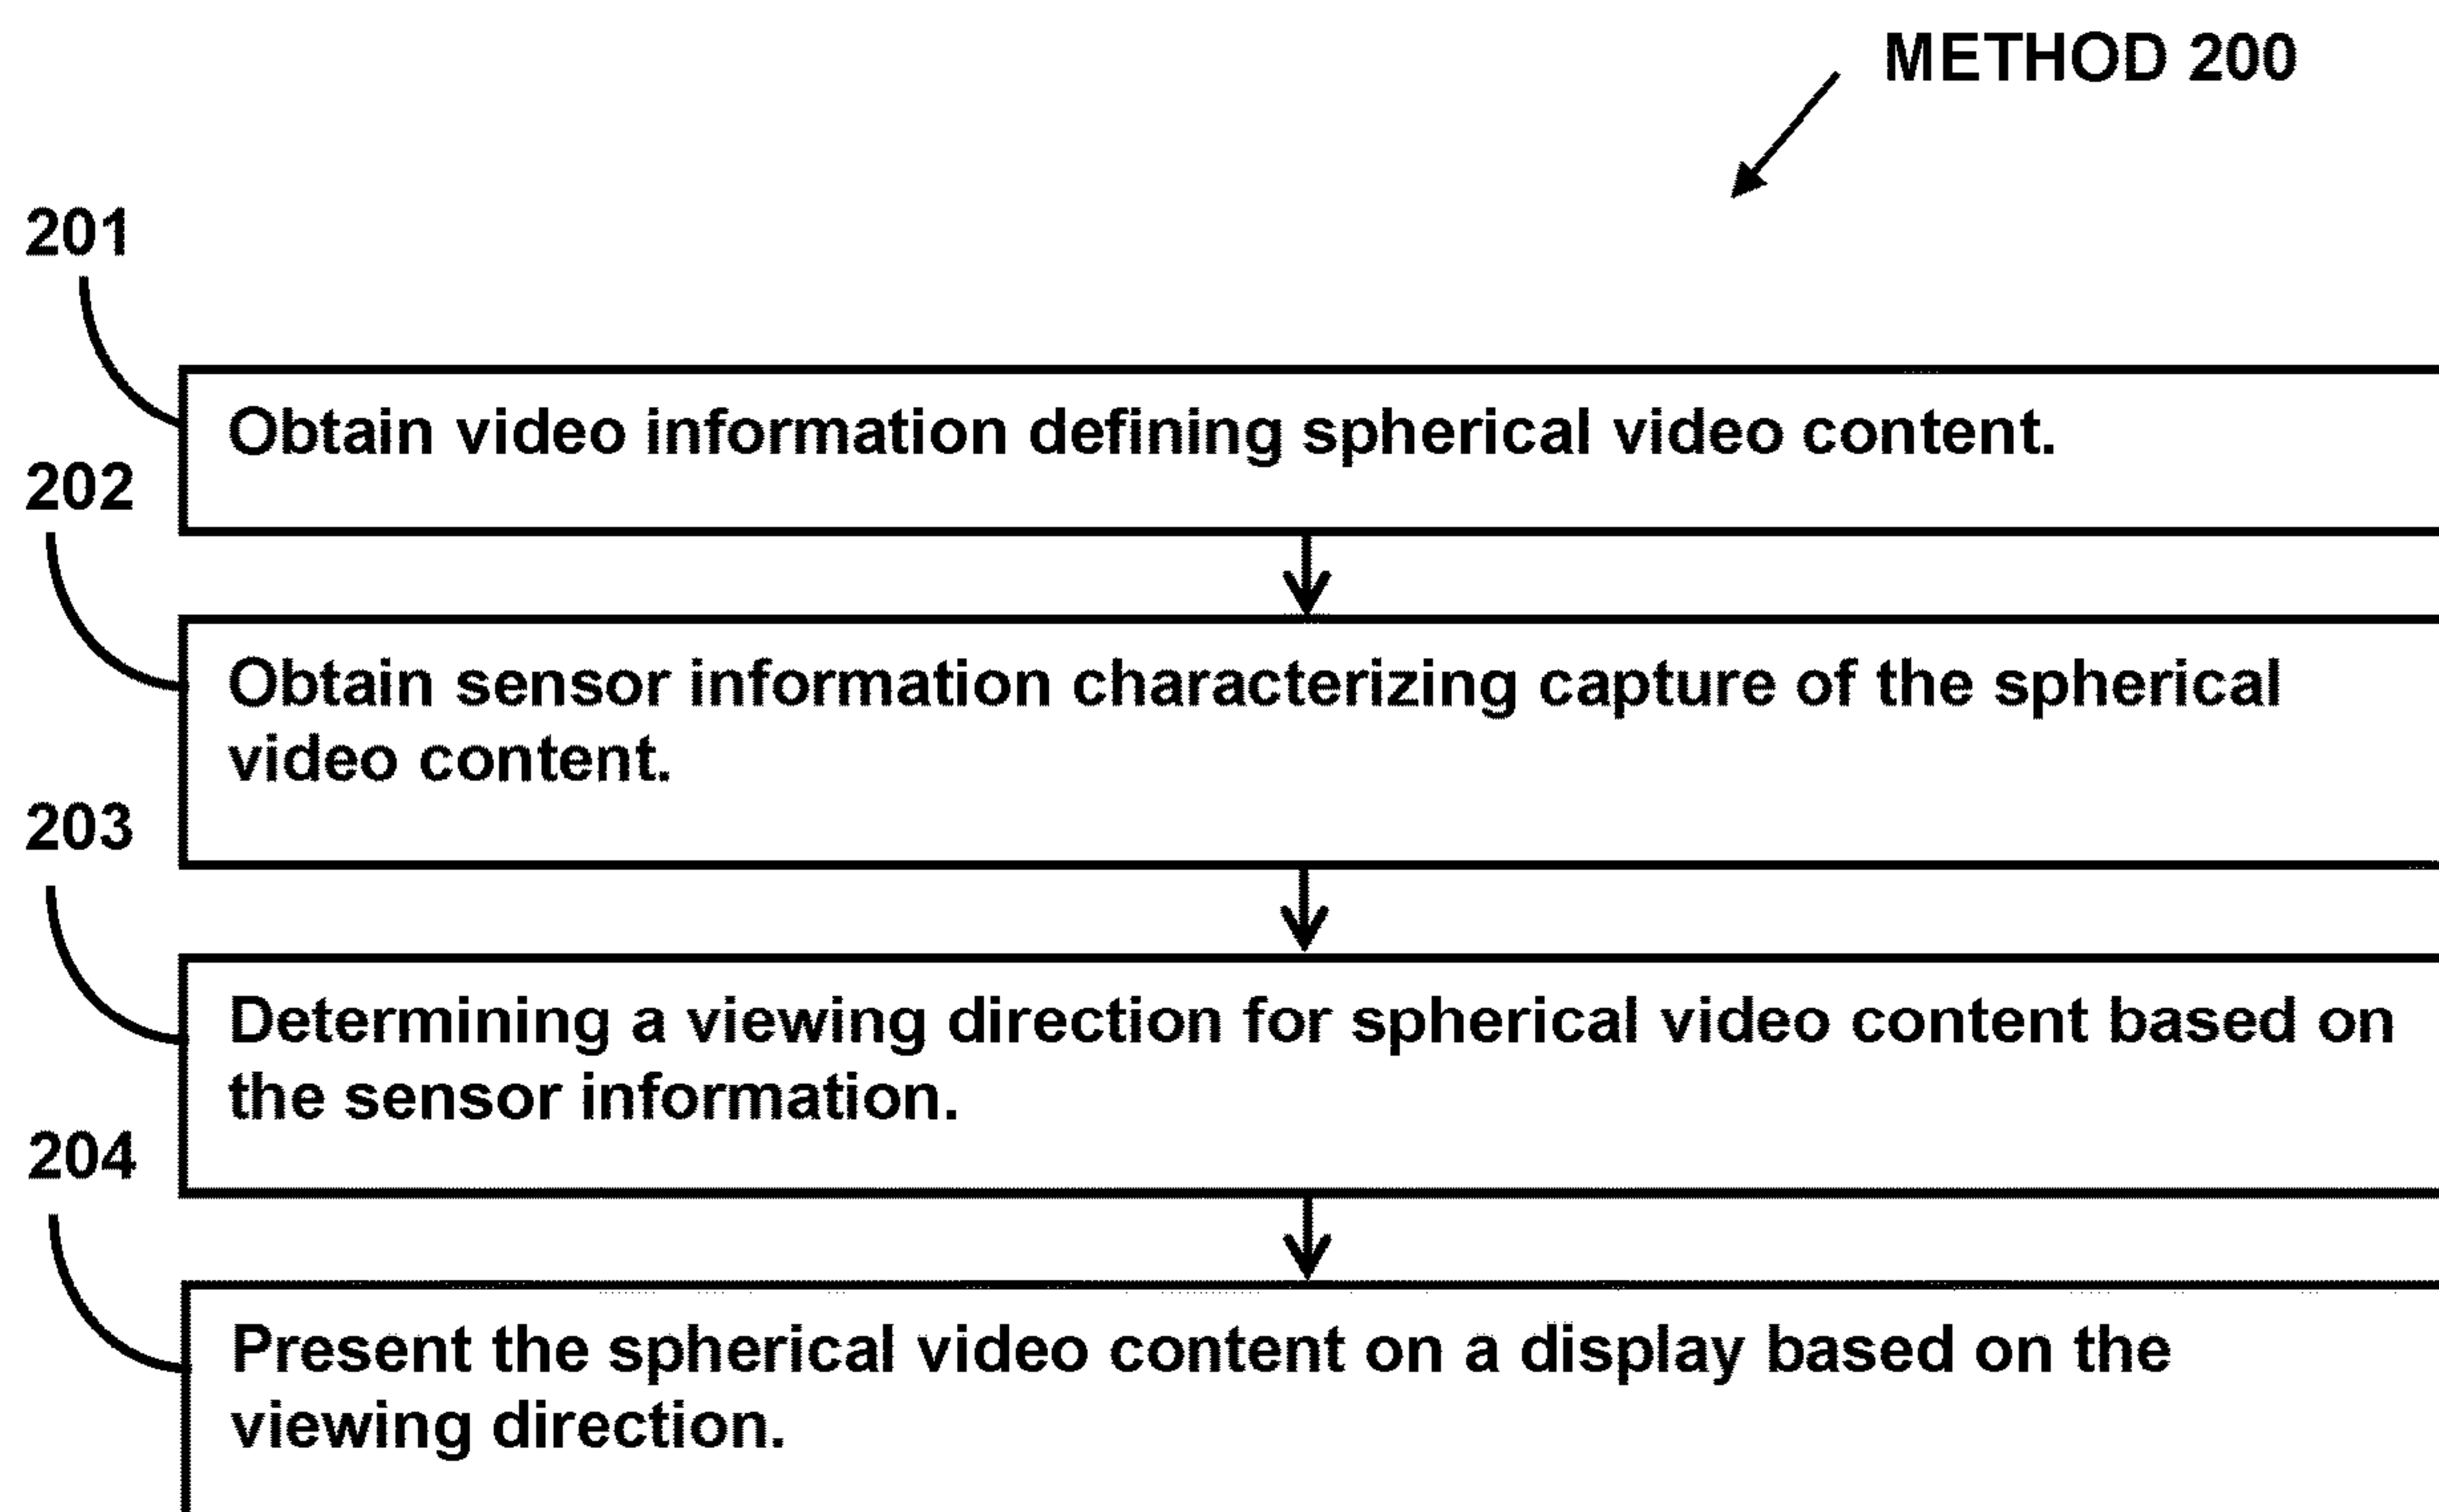 METHOD 200
201
Obtain video information defining spherical video content.
202
Obtain sensor information characterizing capture of the spherical
video content.
203
Determining a viewing direction for spherical video content based on
the sensor information.
204
Present the spherical video content on a display based on the
viewing direction.